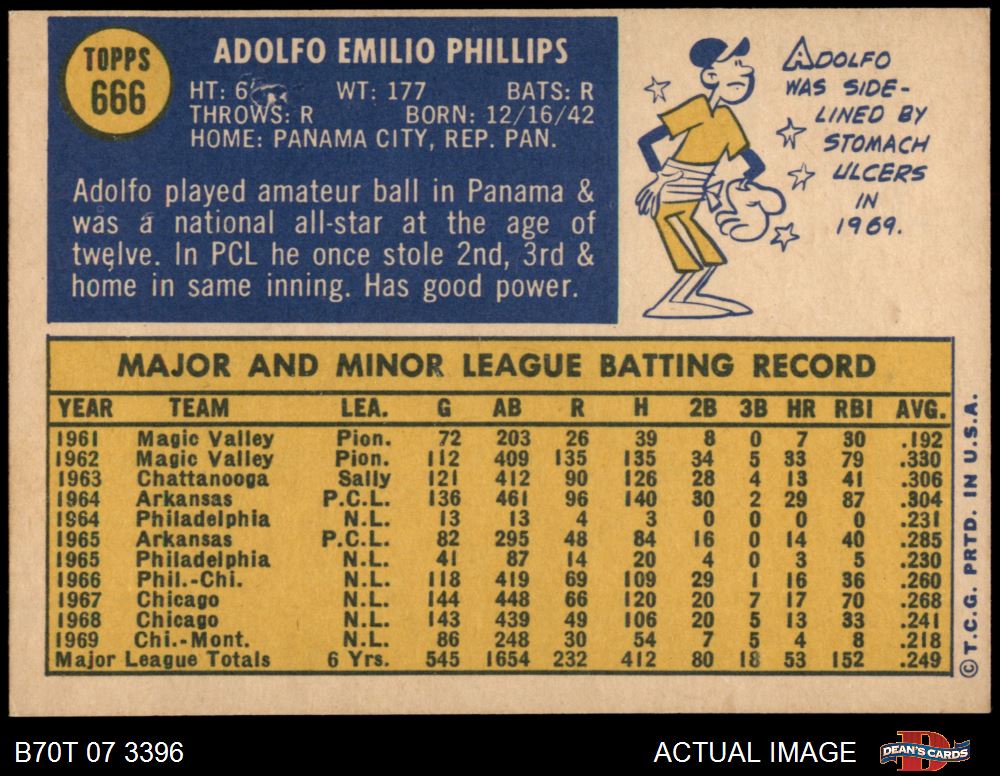 TOPPS
666
ADOLFO EMILIO PHILLIPS
HT: 6' WT: 177 BATS: R
THROWS: R BORN: 12/16/42
HOME: PANAMA CITY, REP. PAN.
Adolfo played amateur ball in Panama &
was a national all-star at the age of
twelve. In PCL he once stole 2nd, 3rd &
home in same inning. Has good power.
ADOLFO
WAS SIDE-
LINED BY
STOMACH
ULCERS
IN
1969.
MAJOR AND MINOR LEAGUE BATTING RECORD
YEAR TEAM LEA. G AB R H 2B 3B HR RBI AVG.
1961 Magic Valley Pion. 72 203 26 39 8 0 7 30 .192
1962 Magic Valley Pion. 112 409 135 135 34 5 33 79 .330
1963 Chattanooga Sally 121 412 90 126 28 4 13 41 .306
1964 Arkansas P.C.L. 136 461 96 140 30 2 29 87 .304
1964 Philadelphia N.L. 13 13 4 3 0 0 0 0 .231
1965 Arkansas P.C.L. 82 295 48 84 16 0 14 40 .285
1965 Philadelphia N.L. 41 87 14 20 4 0 3 5 .230
1966 Phil.-Chi. N.L. 118 419 69 109 29 1 16 36 .260
1967 Chicago N.L. 144 448 66 120 20 7 17 70 .268
1968 Chicago N.L. 143 439 49 106 20 5 13 33 .241
1969 Chi.-Mont. N.L. 86 248 30 54 7 5 4 8 .218
Major League Totals 6 Yrs. 545 1654 232 412 80 18 53 152 .249
© T.C.G. PRTD. IN U.S.A.
B70T 07 3396
ACTUAL IMAGE
DEAN'S CARDS